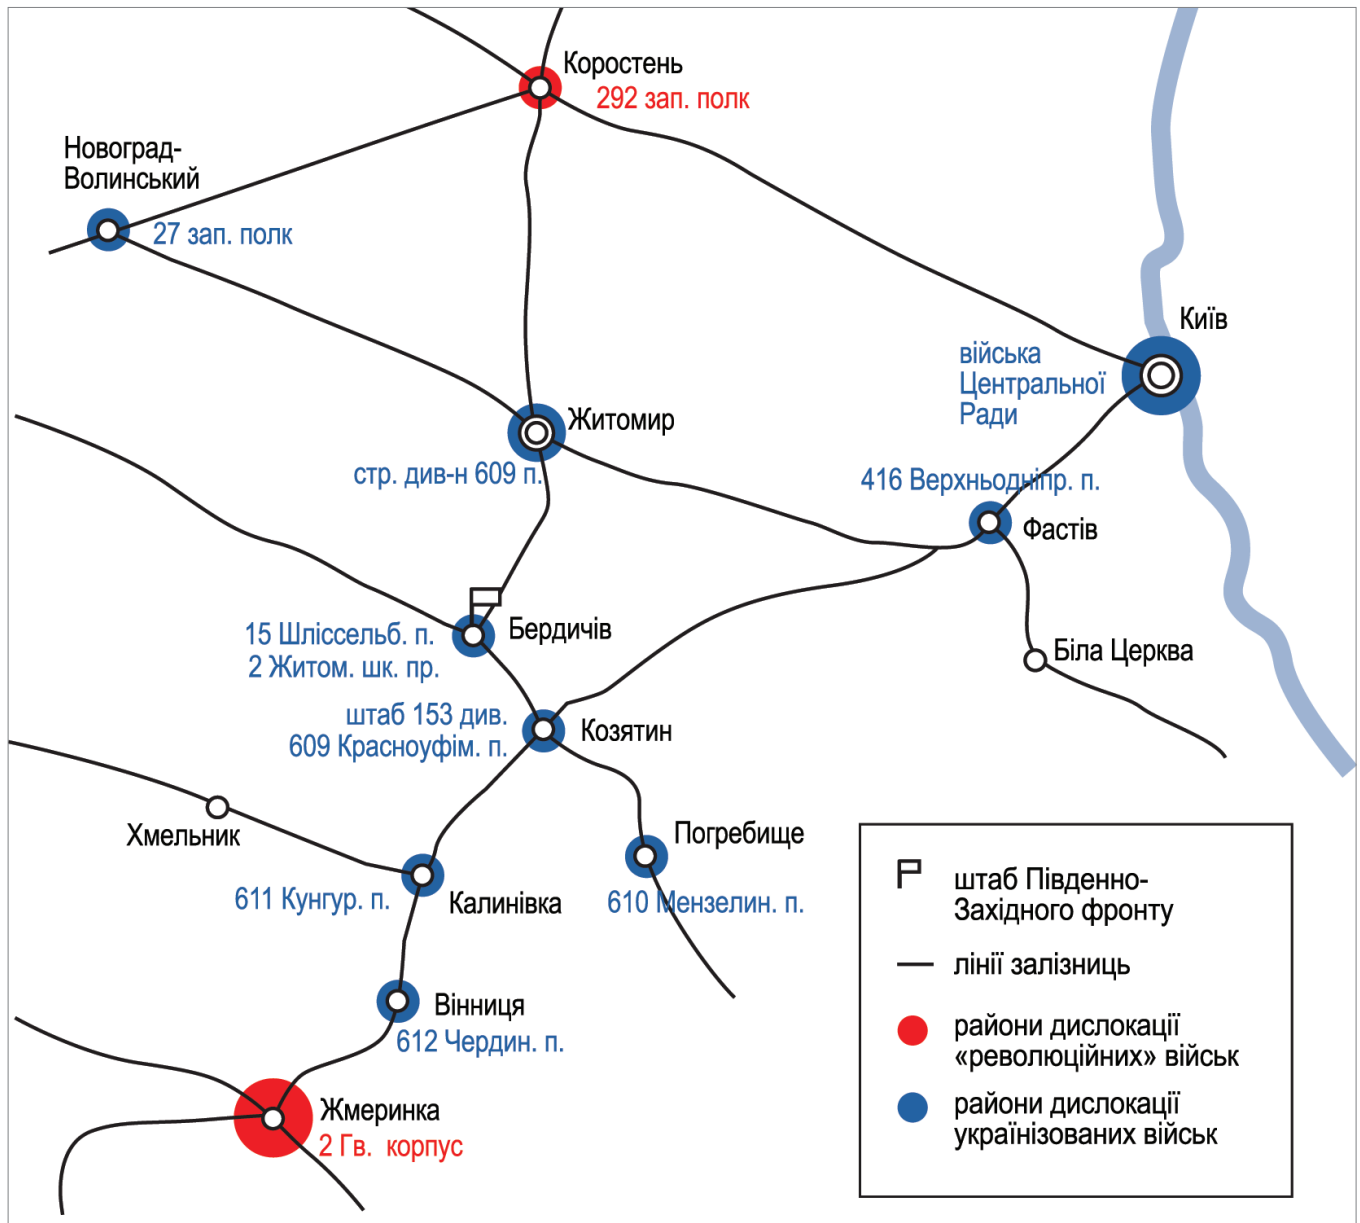 Коростень
292 зап. полк
Новоград-
Волинський
27 зап. полк
Київ
війська
Центральної
Ради
Житомир
стр. див-н 609 п.
416 Верхньодніпр. п.
Фастів
Бердичів
15 Шліссельб. п.
2 Житом. шк. пр.
Біла Церква
штаб 153 див.
609 Красноуфім. п.
Козятин
Хмельник
Погребище
610 Мензелин. п.
611 Кунгур. п.
Калинівка
Вінниця
612 Чердин. п.
Жмеринка
2 Гв. корпус
штаб Південно-
Західного фронту
лінії залізниць
райони дислокації
«революційних» військ
райони дислокації
українізованих військ